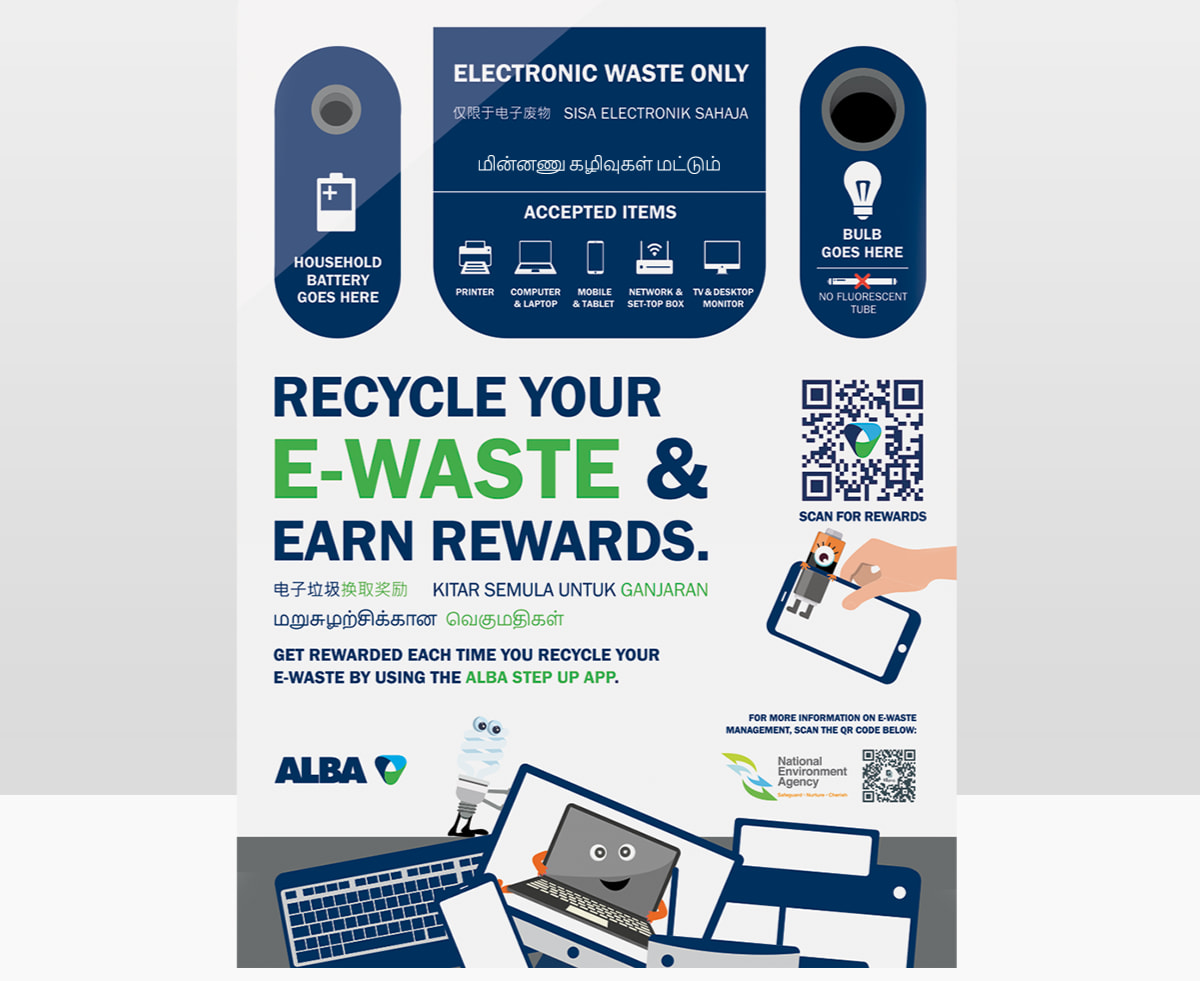 HOUSEHOLD
BATTERY
GOES HERE
ELECTRONIC WASTE ONLY
仅限于电子废物 SISA ELECTRONIK SAHAJA
மின்னணு கழிவுகள் மட்டும்
ACCEPTED ITEMS
PRINTER
COMPUTER
& LAPTOP
MOBILE
& TABLET
NETWORK &
SET-TOP BOX
TV & DESKTOP
MONITOR
BULB
GOES HERE
NO FLUORESCENT
TUBE
RECYCLE YOUR
E-WASTE &
EARN REWARDS.
电子垃圾换取奖励 KITAR SEMULA UNTUK GANJARAN
மறுசுழற்சிக்கான வெகுமதிகள்
GET REWARDED EACH TIME YOU RECYCLE YOUR
E-WASTE BY USING THE ALBA STEP UP APP.
SCAN FOR REWARDS
ALBA
FOR MORE INFORMATION ON E-WASTE
MANAGEMENT, SCAN THE QR CODE BELOW:
National
Environment
Agency
Safeguard • Nurture • Cherish